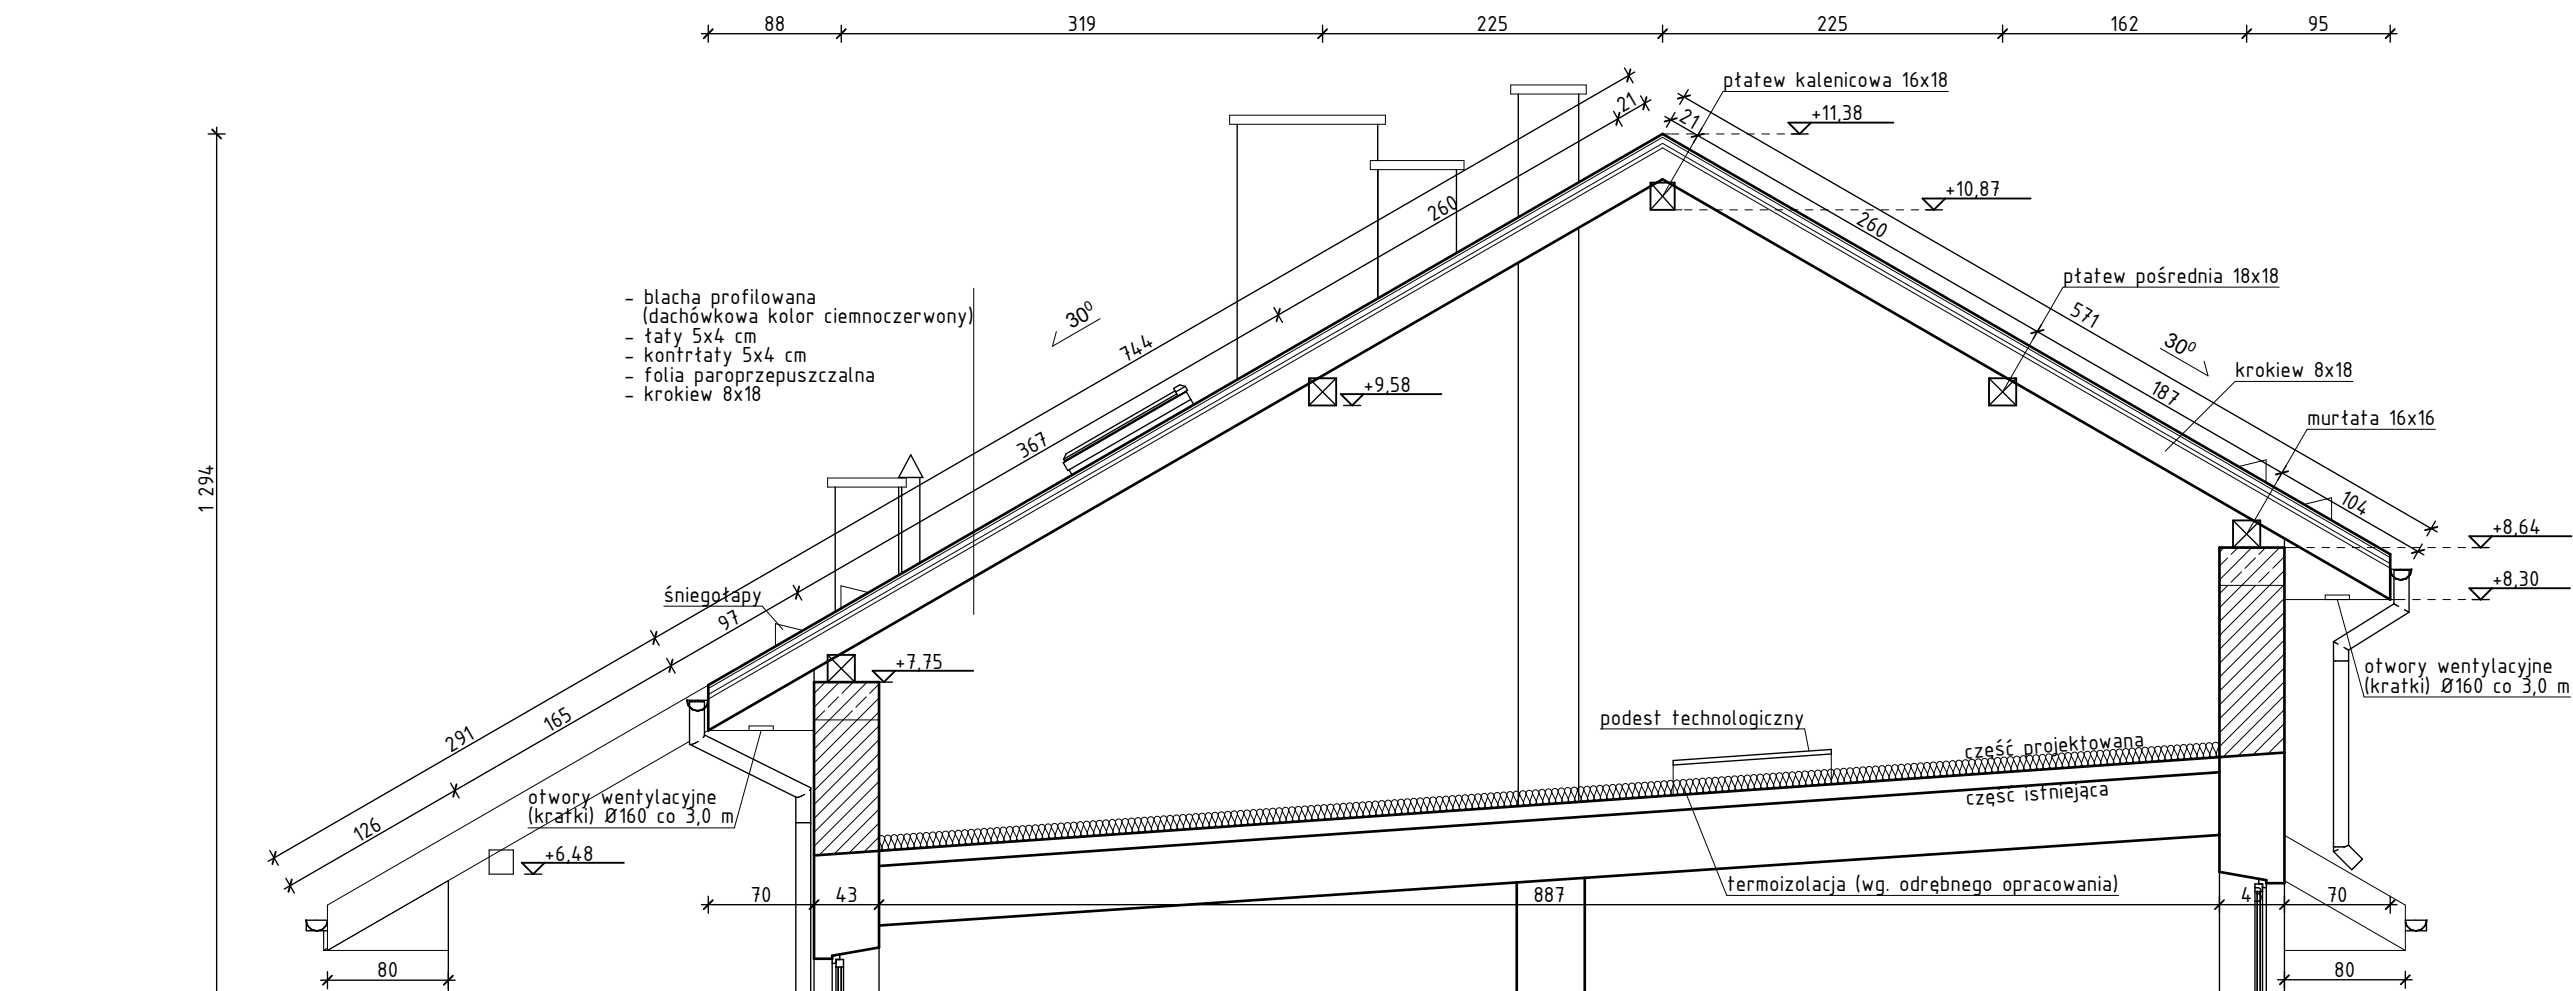 88
319
225
225
162
95
płatew kalenicowa 16x18
21
21
+11,38
+10,87
260
260
płatew pośrednia 18x18
- blacha profilowana
(dachówkowa kolor ciemnoczerwony)
- łaty 5x4 cm
- kontrłaty 5x4 cm
- folia paroprzepuszczalna
- krokiew 8x18
30⁰
744
571
30⁰
krokiew 8x18
+9,58
187
murłata 16x16
367
1 294
104
+8,64
+8,30
śniegołapy
97
+7,75
otwory wentylacyjne
(kratki) Ø160 co 3,0 m
291
165
podest technologiczny
część projektowana
część istniejąca
otwory wentylacyjne
(kratki) Ø160 co 3,0 m
126
+6,48
termoizolacja (wg. odrębnego opracowania)
70
43
887
43
70
80
80